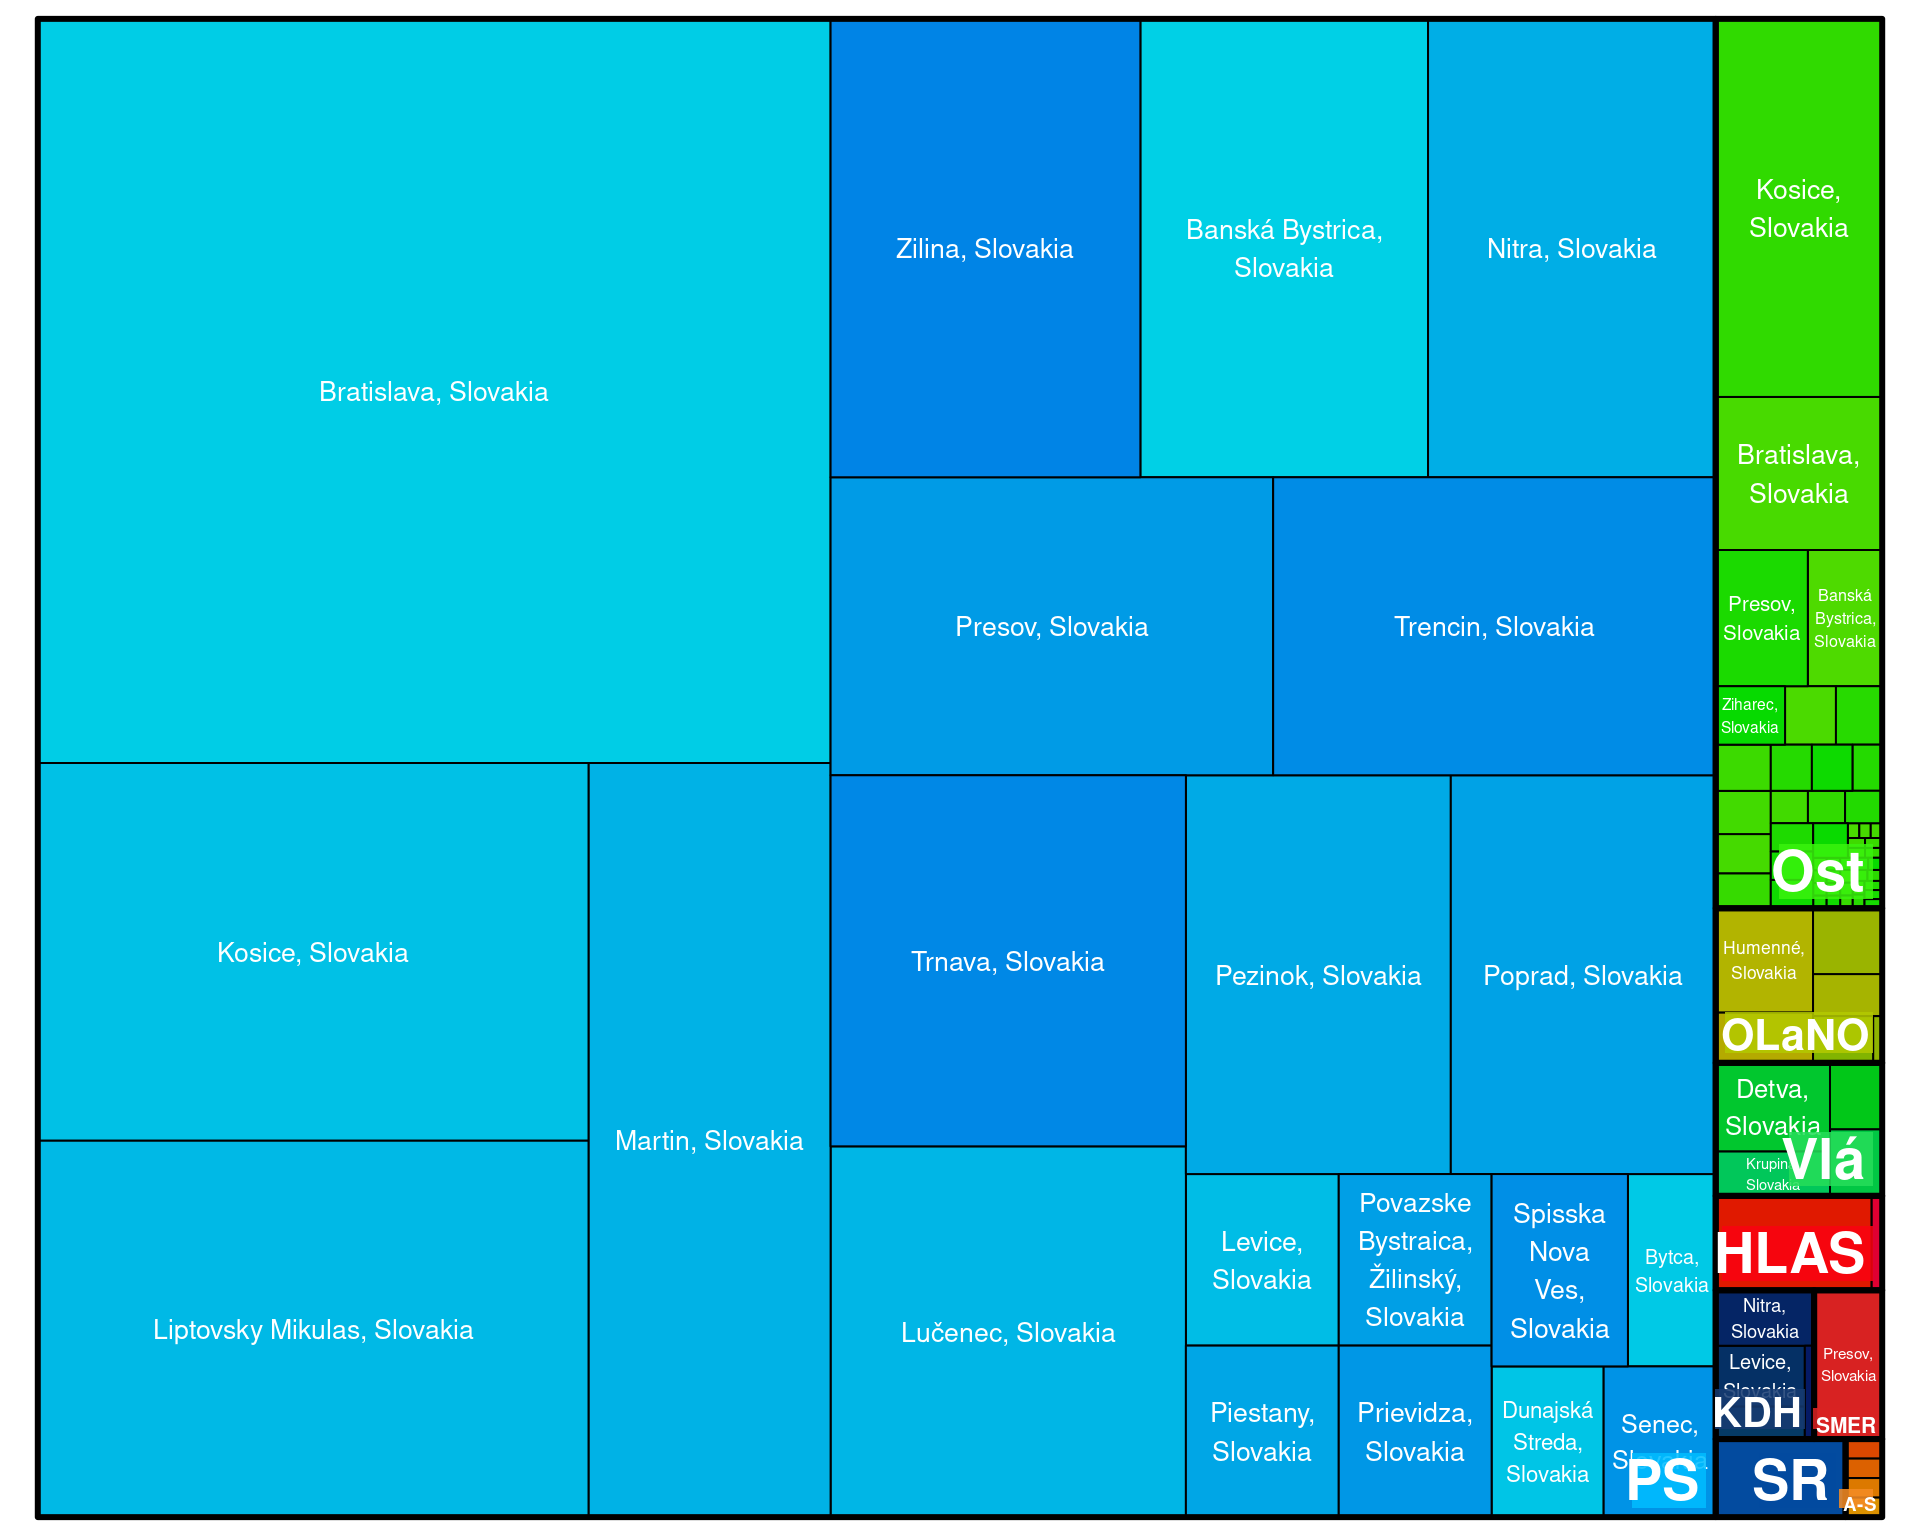 Bratislava, Slovakia
Zilina, Slovakia
Banská Bystrica,
Slovakia
Nitra, Slovakia
Presov, Slovakia
Trencin, Slovakia
Kosice, Slovakia
Liptovsky Mikulas, Slovakia
Martin, Slovakia
Trnava, Slovakia
Lučenec, Slovakia
Pezinok, Slovakia
Poprad, Slovakia
Levice,
Slovakia
Povazske
Bystraica,
Žilinský,
Slovakia
Spisska
Nova
Ves,
Slovakia
Bytca,
Slovakia
Piestany,
Slovakia
Prievidza,
Slovakia
Dunajská
Streda,
Slovakia
Senec,
Slovakia
PS
Kosice,
Slovakia
Bratislava,
Slovakia
Presov,
Slovakia
Banská
Bystrica,
Slovakia
Ziharec,
Slovakia
Ost
Humenné,
Slovakia
OLaNO
Detva,
Slovakia
Slovakia
Vlá
HLAS
Nitra,
Slovakia
Levice,
Slovakia
KDH
Presov,
Slovakia
SMER
SR
A-S